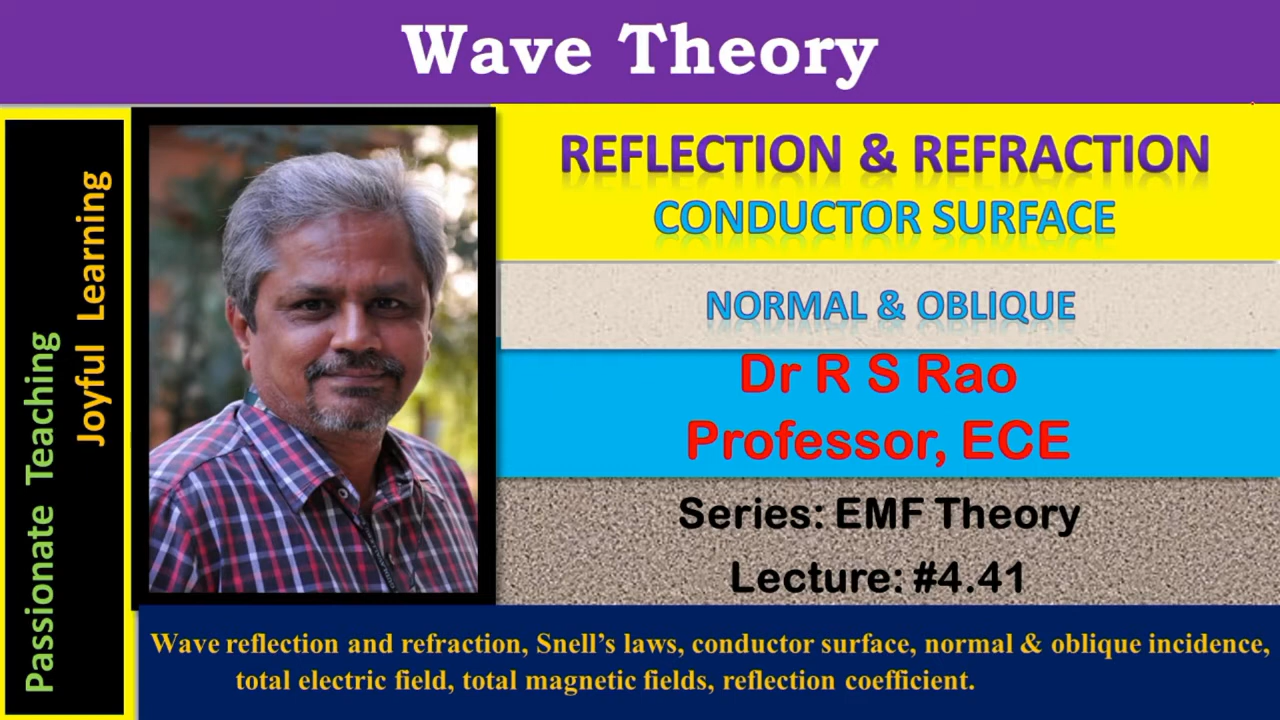 Wave Theory
Passionate Teaching
Joyful Learning
REFLECTION & REFRACTION
CONDUCTOR SURFACE
NORMAL & OBLIQUE
Dr R S Rao
Professor, ECE
Series: EMF Theory
Lecture: #4.41
Wave reflection and refraction, Snell’s laws, conductor surface, normal & oblique incidence,
total electric field, total magnetic fields, reflection coefficient.